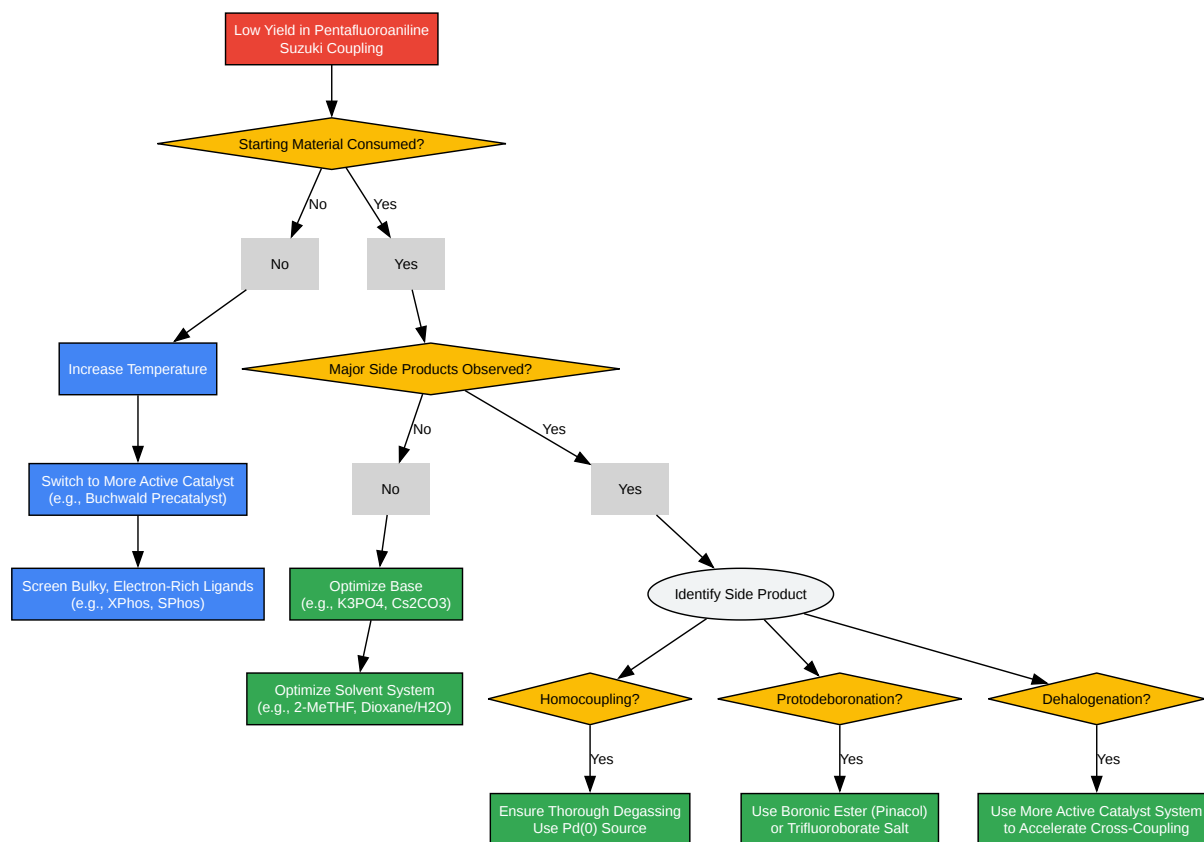 Low Yield in Pentafluoroaniline
Suzuki Coupling
Starting Material Consumed?
No
Yes
No
Yes
Increase Temperature
Major Side Products Observed?
No
Yes
Switch to More Active Catalyst
(e.g., Buchwald Precatalyst)
No
Yes
Screen Bulky, Electron-Rich Ligands
(e.g., XPhos, SPhos)
Optimize Base
(e.g., K3PO4, Cs2CO3)
Identify Side Product
Optimize Solvent System
(e.g., 2-MeTHF, Dioxane/H2O)
Homocoupling?
Protodeboronation?
Dehalogenation?
Yes
Yes
Yes
Ensure Thorough Degassing
Use Pd(0) Source
Use Boronic Ester (Pinacol)
or Trifluoroborate Salt
Use More Active Catalyst System
to Accelerate Cross-Coupling